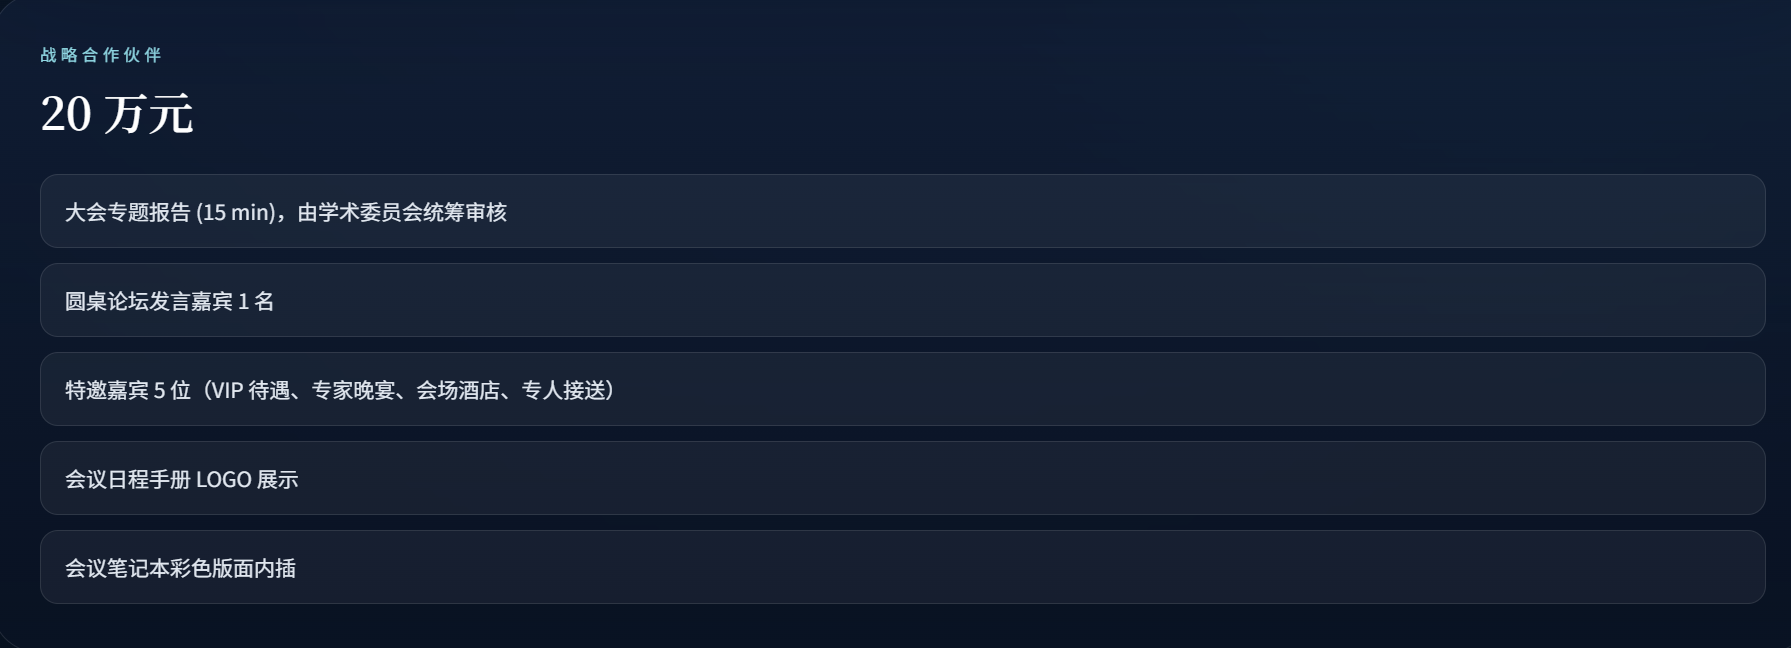 战略合作伙伴
20 万元
大会专题报告 (15 min)，由学术委员会统筹审核
圆桌论坛发言嘉宾 1 名
特邀嘉宾 5 位（VIP 待遇、专家晚宴、会场酒店、专人接送）
会议日程手册 LOGO 展示
会议笔记本彩色版面内插